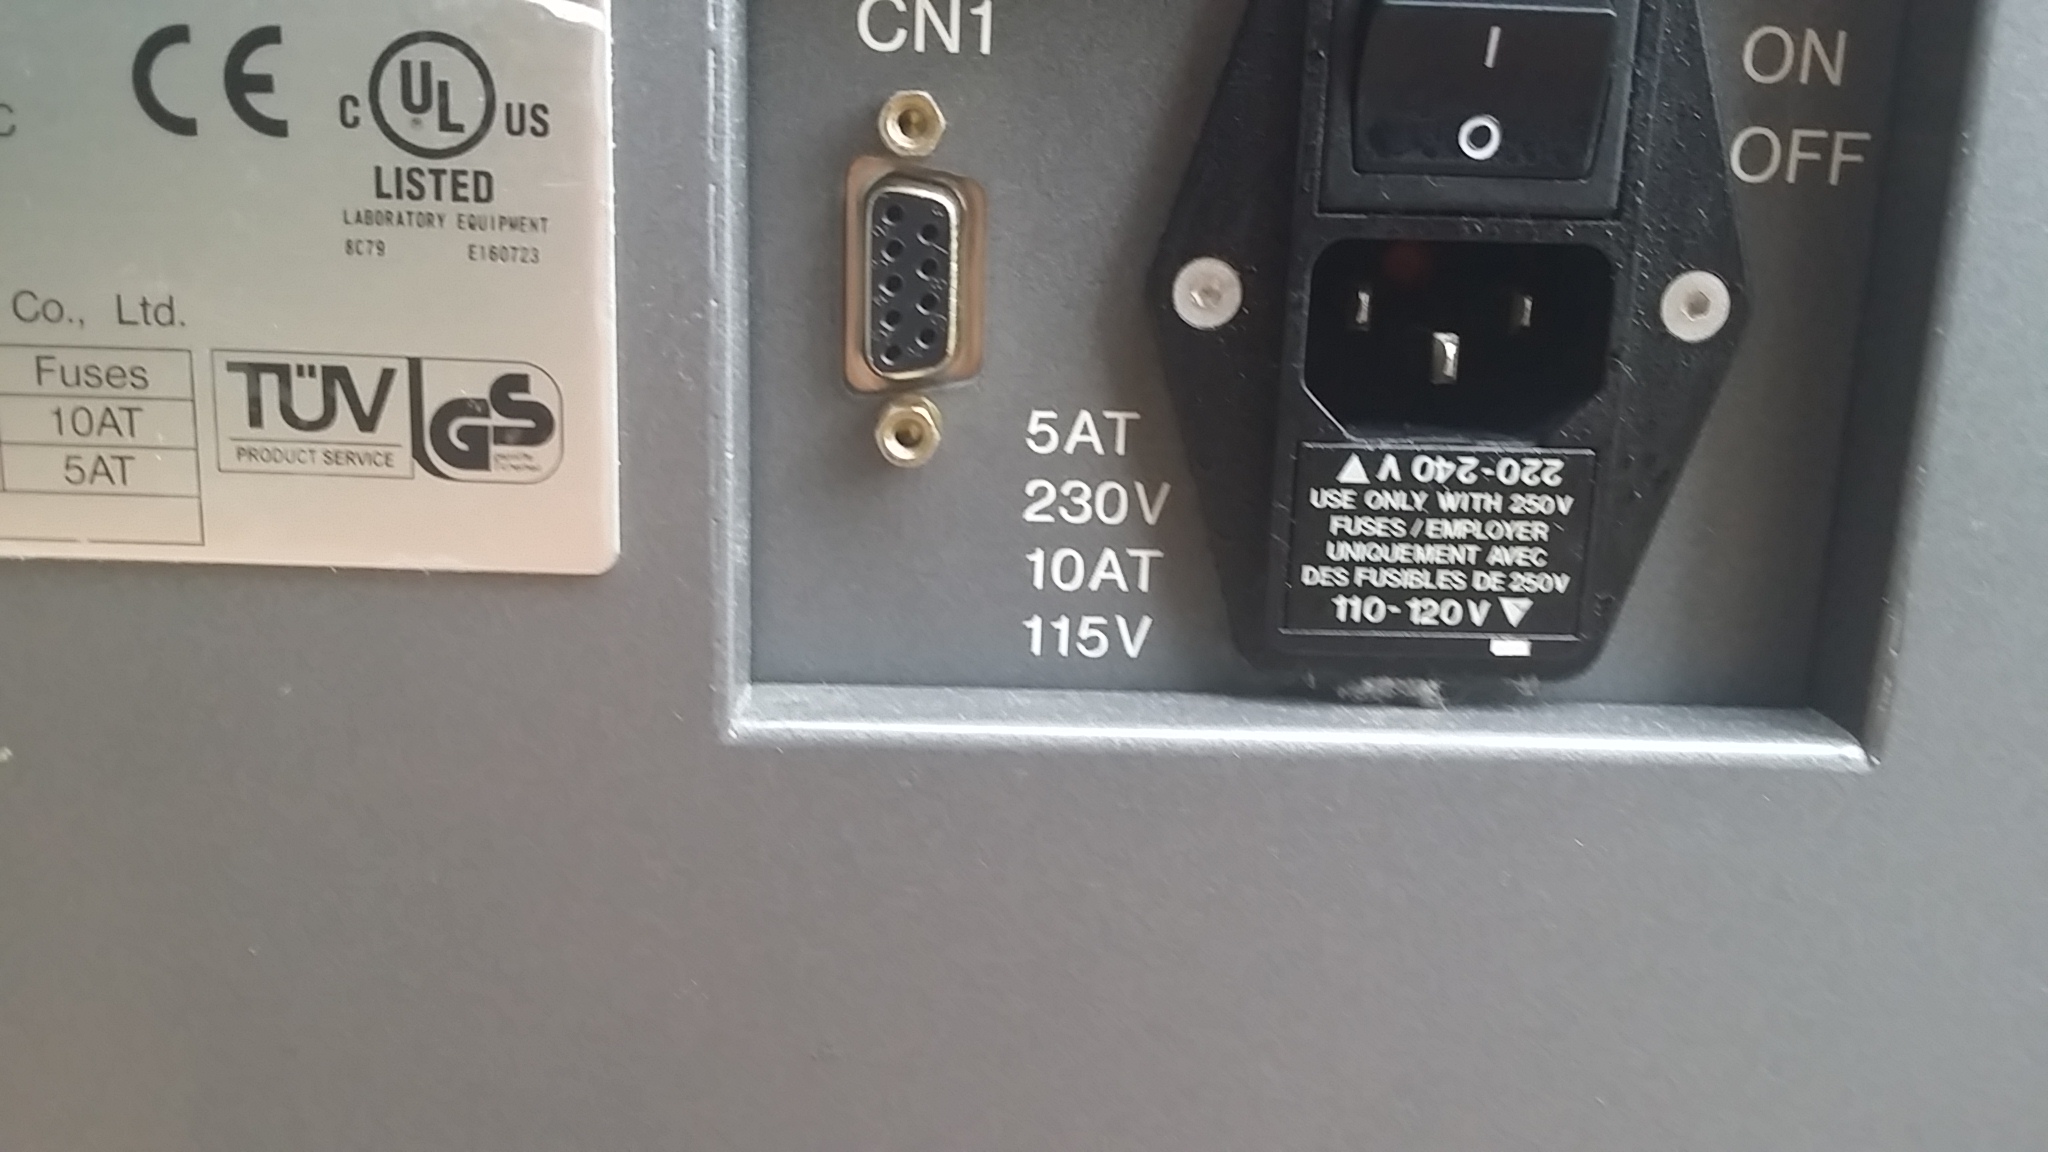 C
CE
C UL US
LISTED
LABORATORY EQUIPMENT
8C79 E160723
Co., Ltd.
Fuses
10AT
5AT
TÜV
PRODUCT SERVICE
GS
CN1
I
O
ON
OFF
5AT
230V
10AT
115V
220-240 V
USE ONLY WITH 250V
FUSES / EMPLOYER
UNIQUEMENT AVEC
DES FUSIBLES DE 250V
110-120V